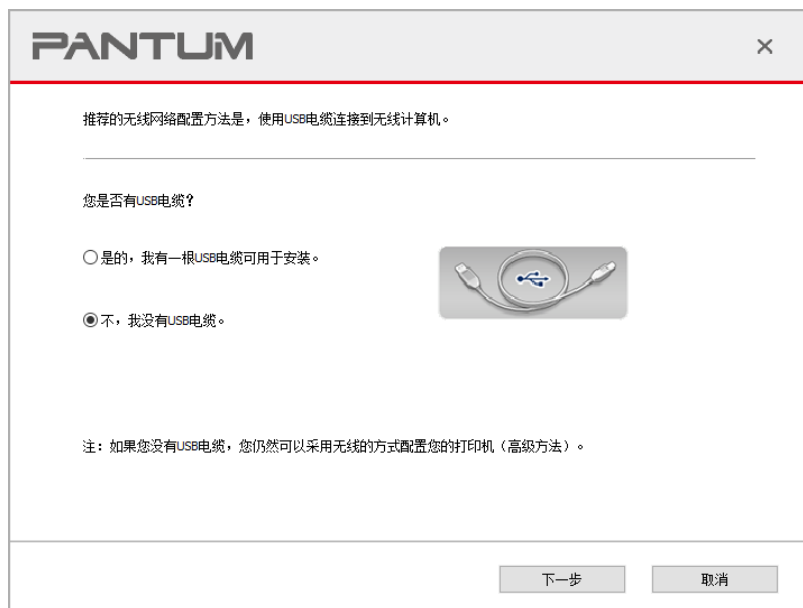 PANTUM
推荐的无线网络配置方法是，使用USB电缆连接到无线计算机。
您是否有USB电缆？
是的，我有一根USB电缆可用于安装。
不，我没有USB电缆。
注：如果您没有USB电缆，您仍然可以采用无线的方式配置您的打印机（高级方法）。
下一步 取消